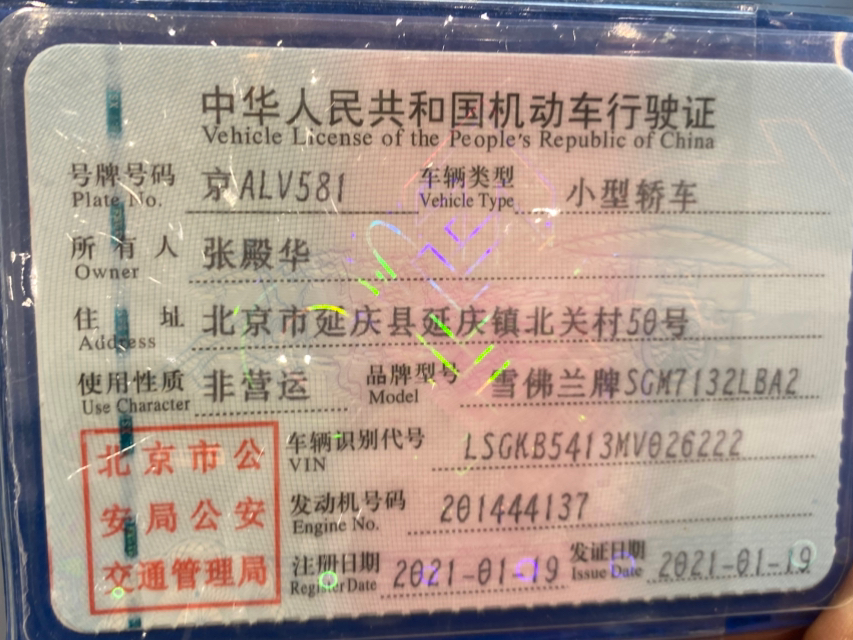 中华人民共和国机动车行驶证
Vehicle License of the People's Republic of China
号牌号码 京ALV581 车辆类型 小型轿车
Plate No. Vehicle Type
所有人 张殿华
Owner
住址 北京市延庆县延庆镇北关村50号
Address
使用性质 非营运 品牌型号 雪佛兰牌SGM7132LBA2
Use Character Model
北京市公安局公安交通管理局
车辆识别代号 LSGKB5413MV026222
VIN
发动机号码 201444137
Engine No.
注册日期 2021-01-19 发证日期 2021-01-19
Register Date Issue Date